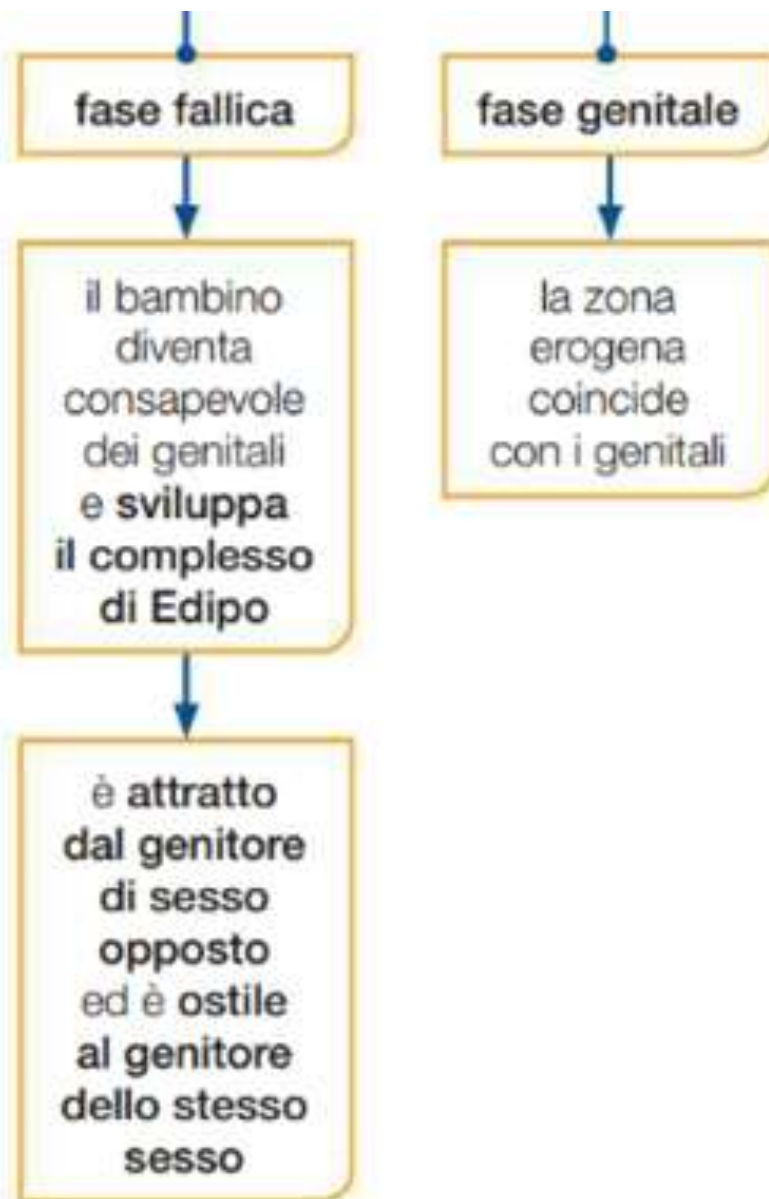 fase fallica
il bambino
diventa
consapevole
dei genitali
e sviluppa
il complesso
di Edipo
è attratto
dal genitore
di sesso
opposto
ed è ostile
al genitore
dello stesso
sesso
fase genitale
la zona
erogena
coincide
con i genitali